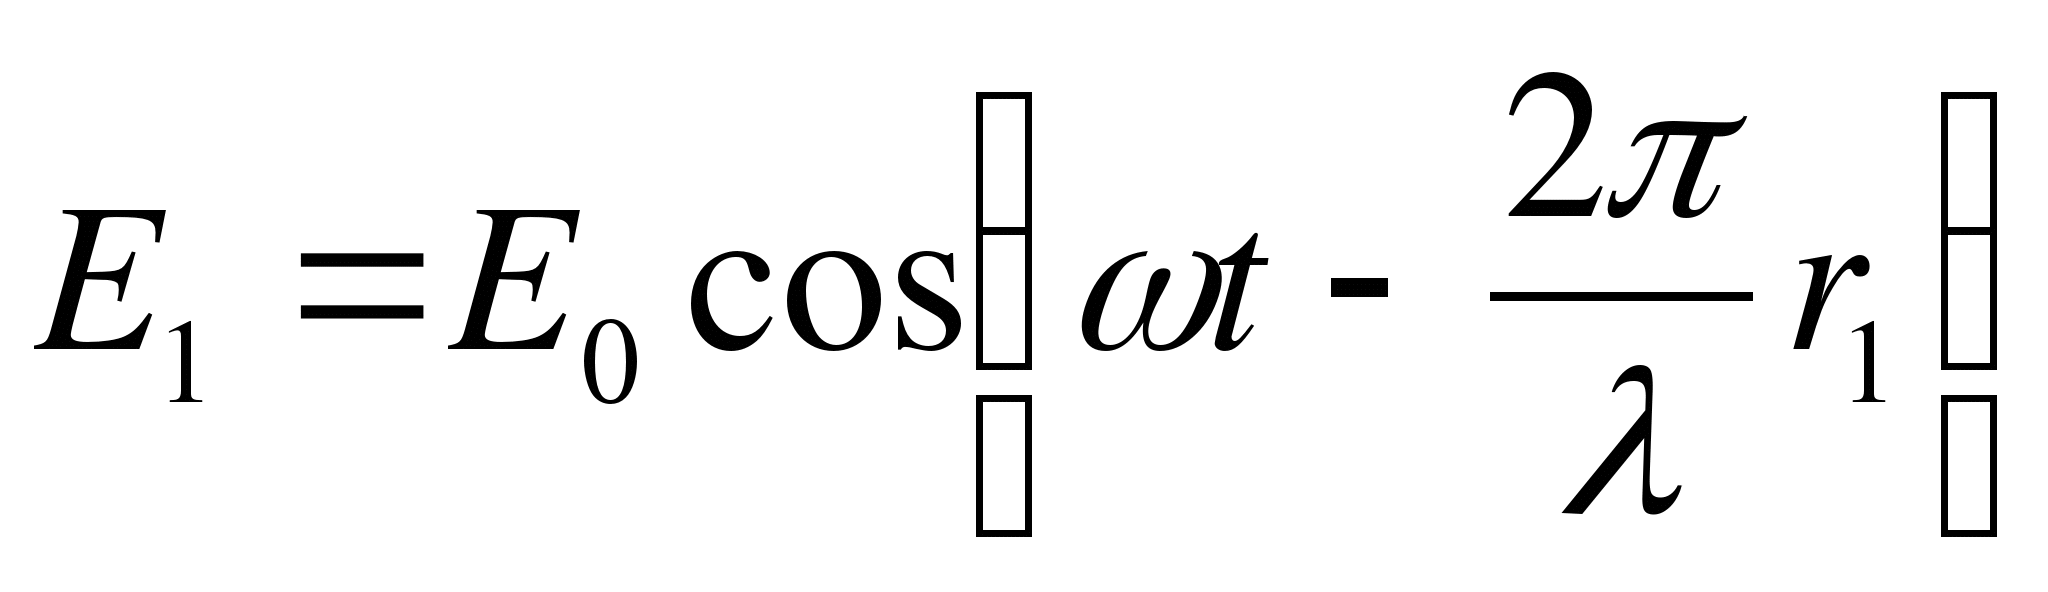 E₁ = E₀ cos( ωt - 2π/λ r₁ )